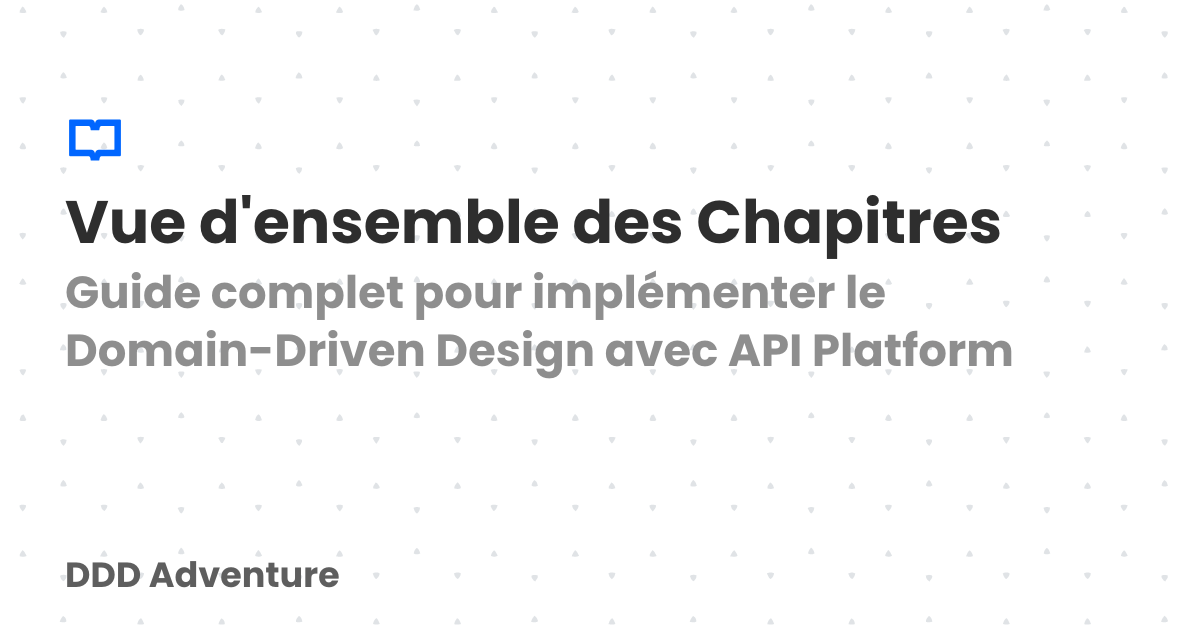 Vue d'ensemble des Chapitres
Guide complet pour implémenter le
Domain-Driven Design avec API Platform
DDD Adventure